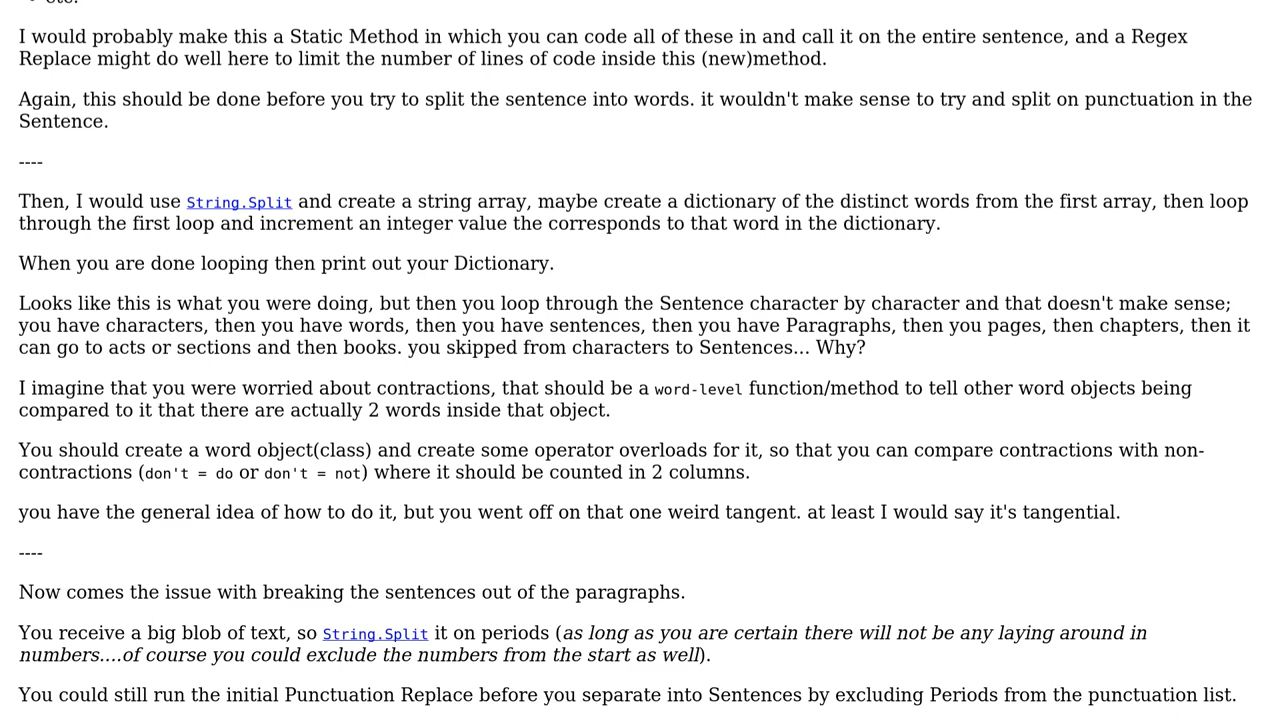 etc.
I would probably make this a Static Method in which you can code all of these in and call it on the entire sentence, and a Regex
Replace might do well here to limit the number of lines of code inside this (new)method.
Again, this should be done before you try to split the sentence into words. it wouldn't make sense to try and split on punctuation in the
Sentence.
----
Then, I would use String.Split and create a string array, maybe create a dictionary of the distinct words from the first array, then loop
through the first loop and increment an integer value the corresponds to that word in the dictionary.
When you are done looping then print out your Dictionary.
Looks like this is what you were doing, but then you loop through the Sentence character by character and that doesn't make sense;
you have characters, then you have words, then you have sentences, then you have Paragraphs, then you pages, then chapters, then it
can go to acts or sections and then books. you skipped from characters to Sentences... Why?
I imagine that you were worried about contractions, that should be a word-level function/method to tell other word objects being
compared to it that there are actually 2 words inside that object.
You should create a word object(class) and create some operator overloads for it, so that you can compare contractions with non-
contractions (don't = do or don't = not) where it should be counted in 2 columns.
you have the general idea of how to do it, but you went off on that one weird tangent. at least I would say it's tangential.
----
Now comes the issue with breaking the sentences out of the paragraphs.
You receive a big blob of text, so String.Split it on periods (as long as you are certain there will not be any laying around in
numbers....of course you could exclude the numbers from the start as well).
You could still run the initial Punctuation Replace before you separate into Sentences by excluding Periods from the punctuation list.